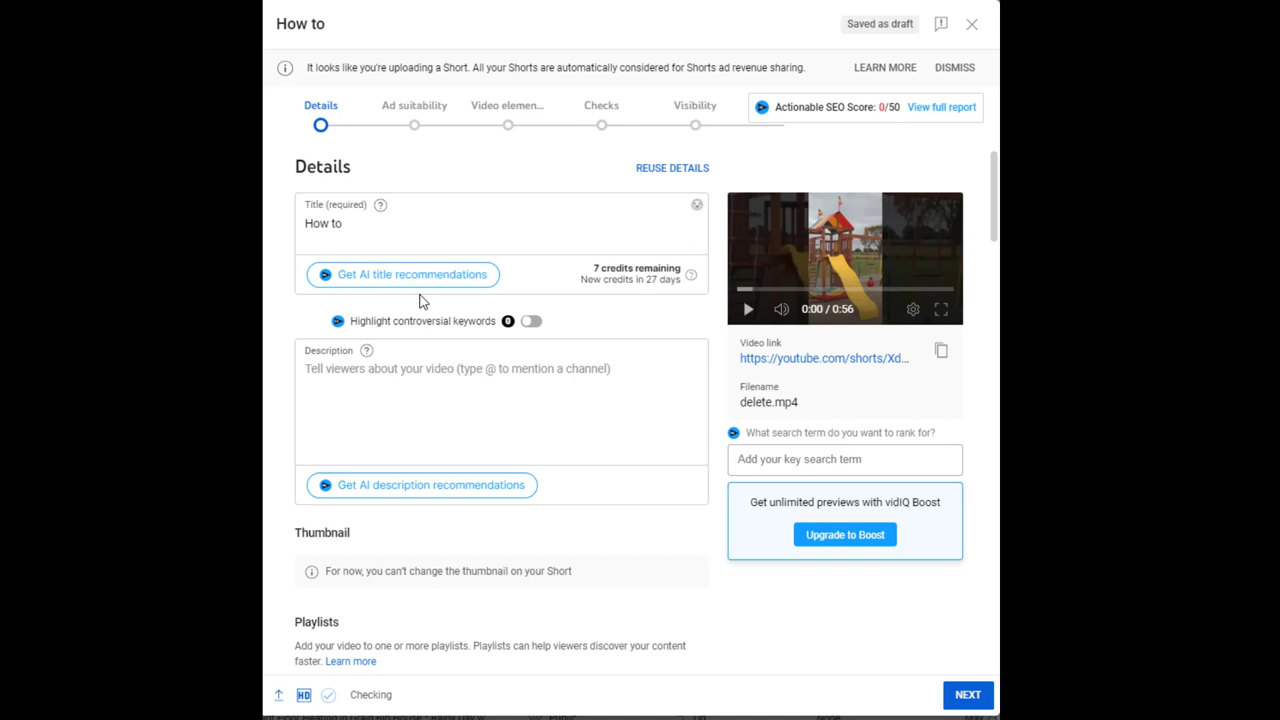 How to
Saved as draft
It looks like you're uploading a Short. All your Shorts are automatically considered for Shorts ad revenue sharing.
LEARN MORE
DISMISS
Details
Ad suitability
Video elemen...
Checks
Visibility
Actionable SEO Score: 0/50
View full report
Details
REUSE DETAILS
Title (required)
How to
Get AI title recommendations
7 credits remaining
New credits in 27 days
Highlight controversial keywords 0
Description
Tell viewers about your video (type @ to mention a channel)
Get AI description recommendations
0:00 / 0:56
Video link
https://youtube.com/shorts/Xd...
Filename
delete.mp4
What search term do you want to rank for?
Add your key search term
Get unlimited previews with vidIQ Boost
Upgrade to Boost
Thumbnail
For now, you can't change the thumbnail on your Short
Playlists
Add your video to one or more playlists. Playlists can help viewers discover your content
faster. Learn more
HD
Checking
NEXT